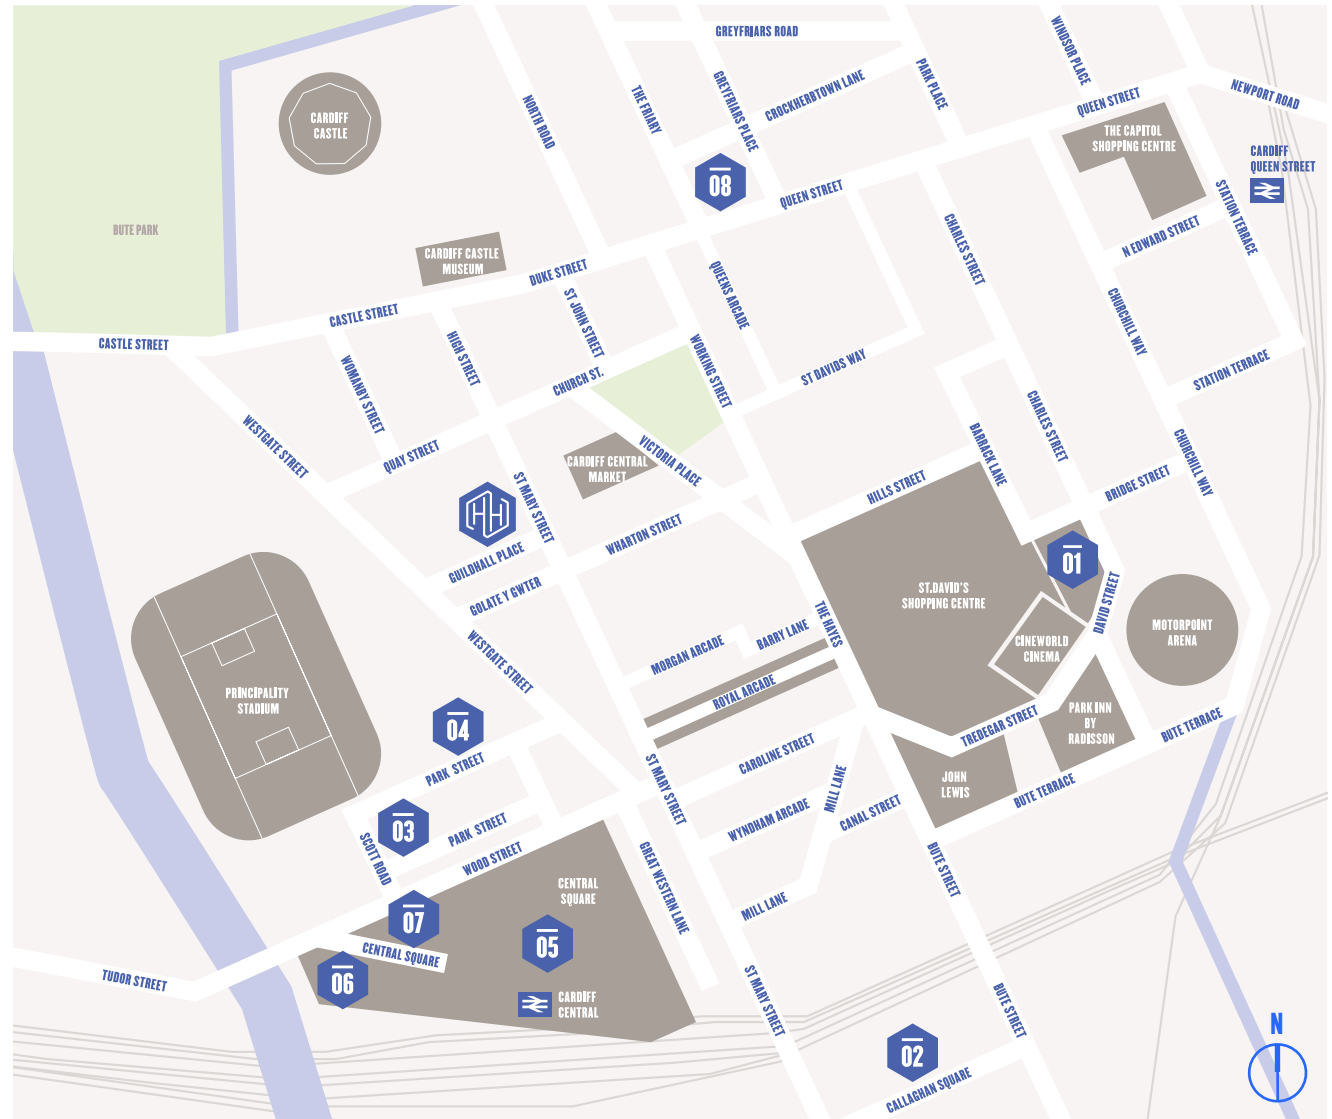 GREYFRIARS ROAD
WINDSOR PLACE
GREYFRIARS PLACE
PARK PLACE
CROCKHERBTOWN LANE
THE FRIARY
NORTH ROAD
QUEEN STREET
NEWPORT ROAD
CARDIFF
CASTLE
THE CAPITOL
SHOPPING CENTRE
CARDIFF
QUEEN STREET
08
QUEEN STREET
STATION TERRACE
BUTE PARK
N EDWARD STREET
CHARLES STREET
CARDIFF CASTLE
MUSEUM
DUKE STREET
QUEENS ARCADE
CASTLE STREET
ST JOHN STREET
CHURCHILL WAY
CASTLE STREET
HIGH STREET
WOMANBY STREET
WORKING STREET
ST DAVIDS WAY
STATION TERRACE
CHURCH ST.
CHARLES STREET
WESTGATE STREET
QUAY STREET
VICTORIA PLACE
BARRACK LANE
CHURCHILL WAY
CARDIFF CENTRAL
MARKET
BRIDGE STREET
HILLS STREET
ST MARY STREET
HH
WHARTON STREET
GUILDHALL PLACE
GOLATE Y GWTER
01
ST.DAVID'S
SHOPPING CENTRE
DAVID STREET
MOTORPOINT
ARENA
THE HAYES
BARRY LANE
MORGAN ARCADE
CINEWORLD
CINEMA
WESTGATE STREET
ROYAL ARCADE
PRINCIPALITY
STADIUM
04
PARK INN
BY
RADISSON
TREDEGAR STREET
BUTE TERRACE
CAROLINE STREET
PARK STREET
ST MARY STREET
JOHN
LEWIS
MILL LANE
BUTE TERRACE
WYNDHAM ARCADE
CANAL STREET
03
PARK STREET
SCOTT ROAD
WOOD STREET
GREAT WESTERN LANE
BUTE STREET
CENTRAL
SQUARE
MILL LANE
07
05
CENTRAL SQUARE
06
TUDOR STREET
CARDIFF
CENTRAL
ST MARY STREET
BUTE STREET
N
02
CALLAGHAN SQUARE